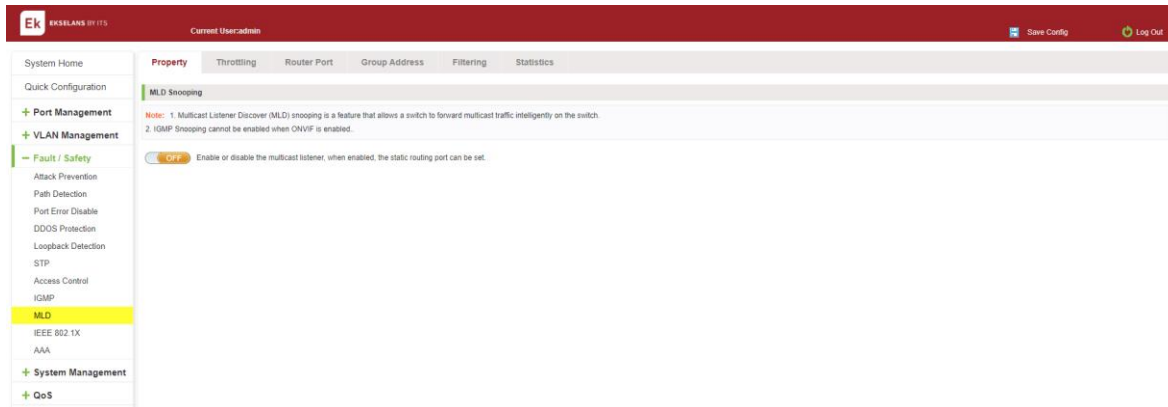 Ek EKSELANS BY ITS
Current User:admin
Save Config
Log Out
System Home
Quick Configuration
+ Port Management
+ VLAN Management
− Fault / Safety
Attack Prevention
Path Detection
Port Error Disable
DDOS Protection
Loopback Detection
STP
Access Control
IGMP
MLD
IEEE 802.1X
AAA
+ System Management
+ QoS
Property Throttling Router Port Group Address Filtering Statistics
MLD Snooping
Note: 1. Multicast Listener Discover (MLD) snooping is a feature that allows a switch to forward multicast traffic intelligently on the switch.
2. IGMP Snooping cannot be enabled when ONVIF is enabled..
OFF Enable or disable the multicast listener, when enabled, the static routing port can be set.